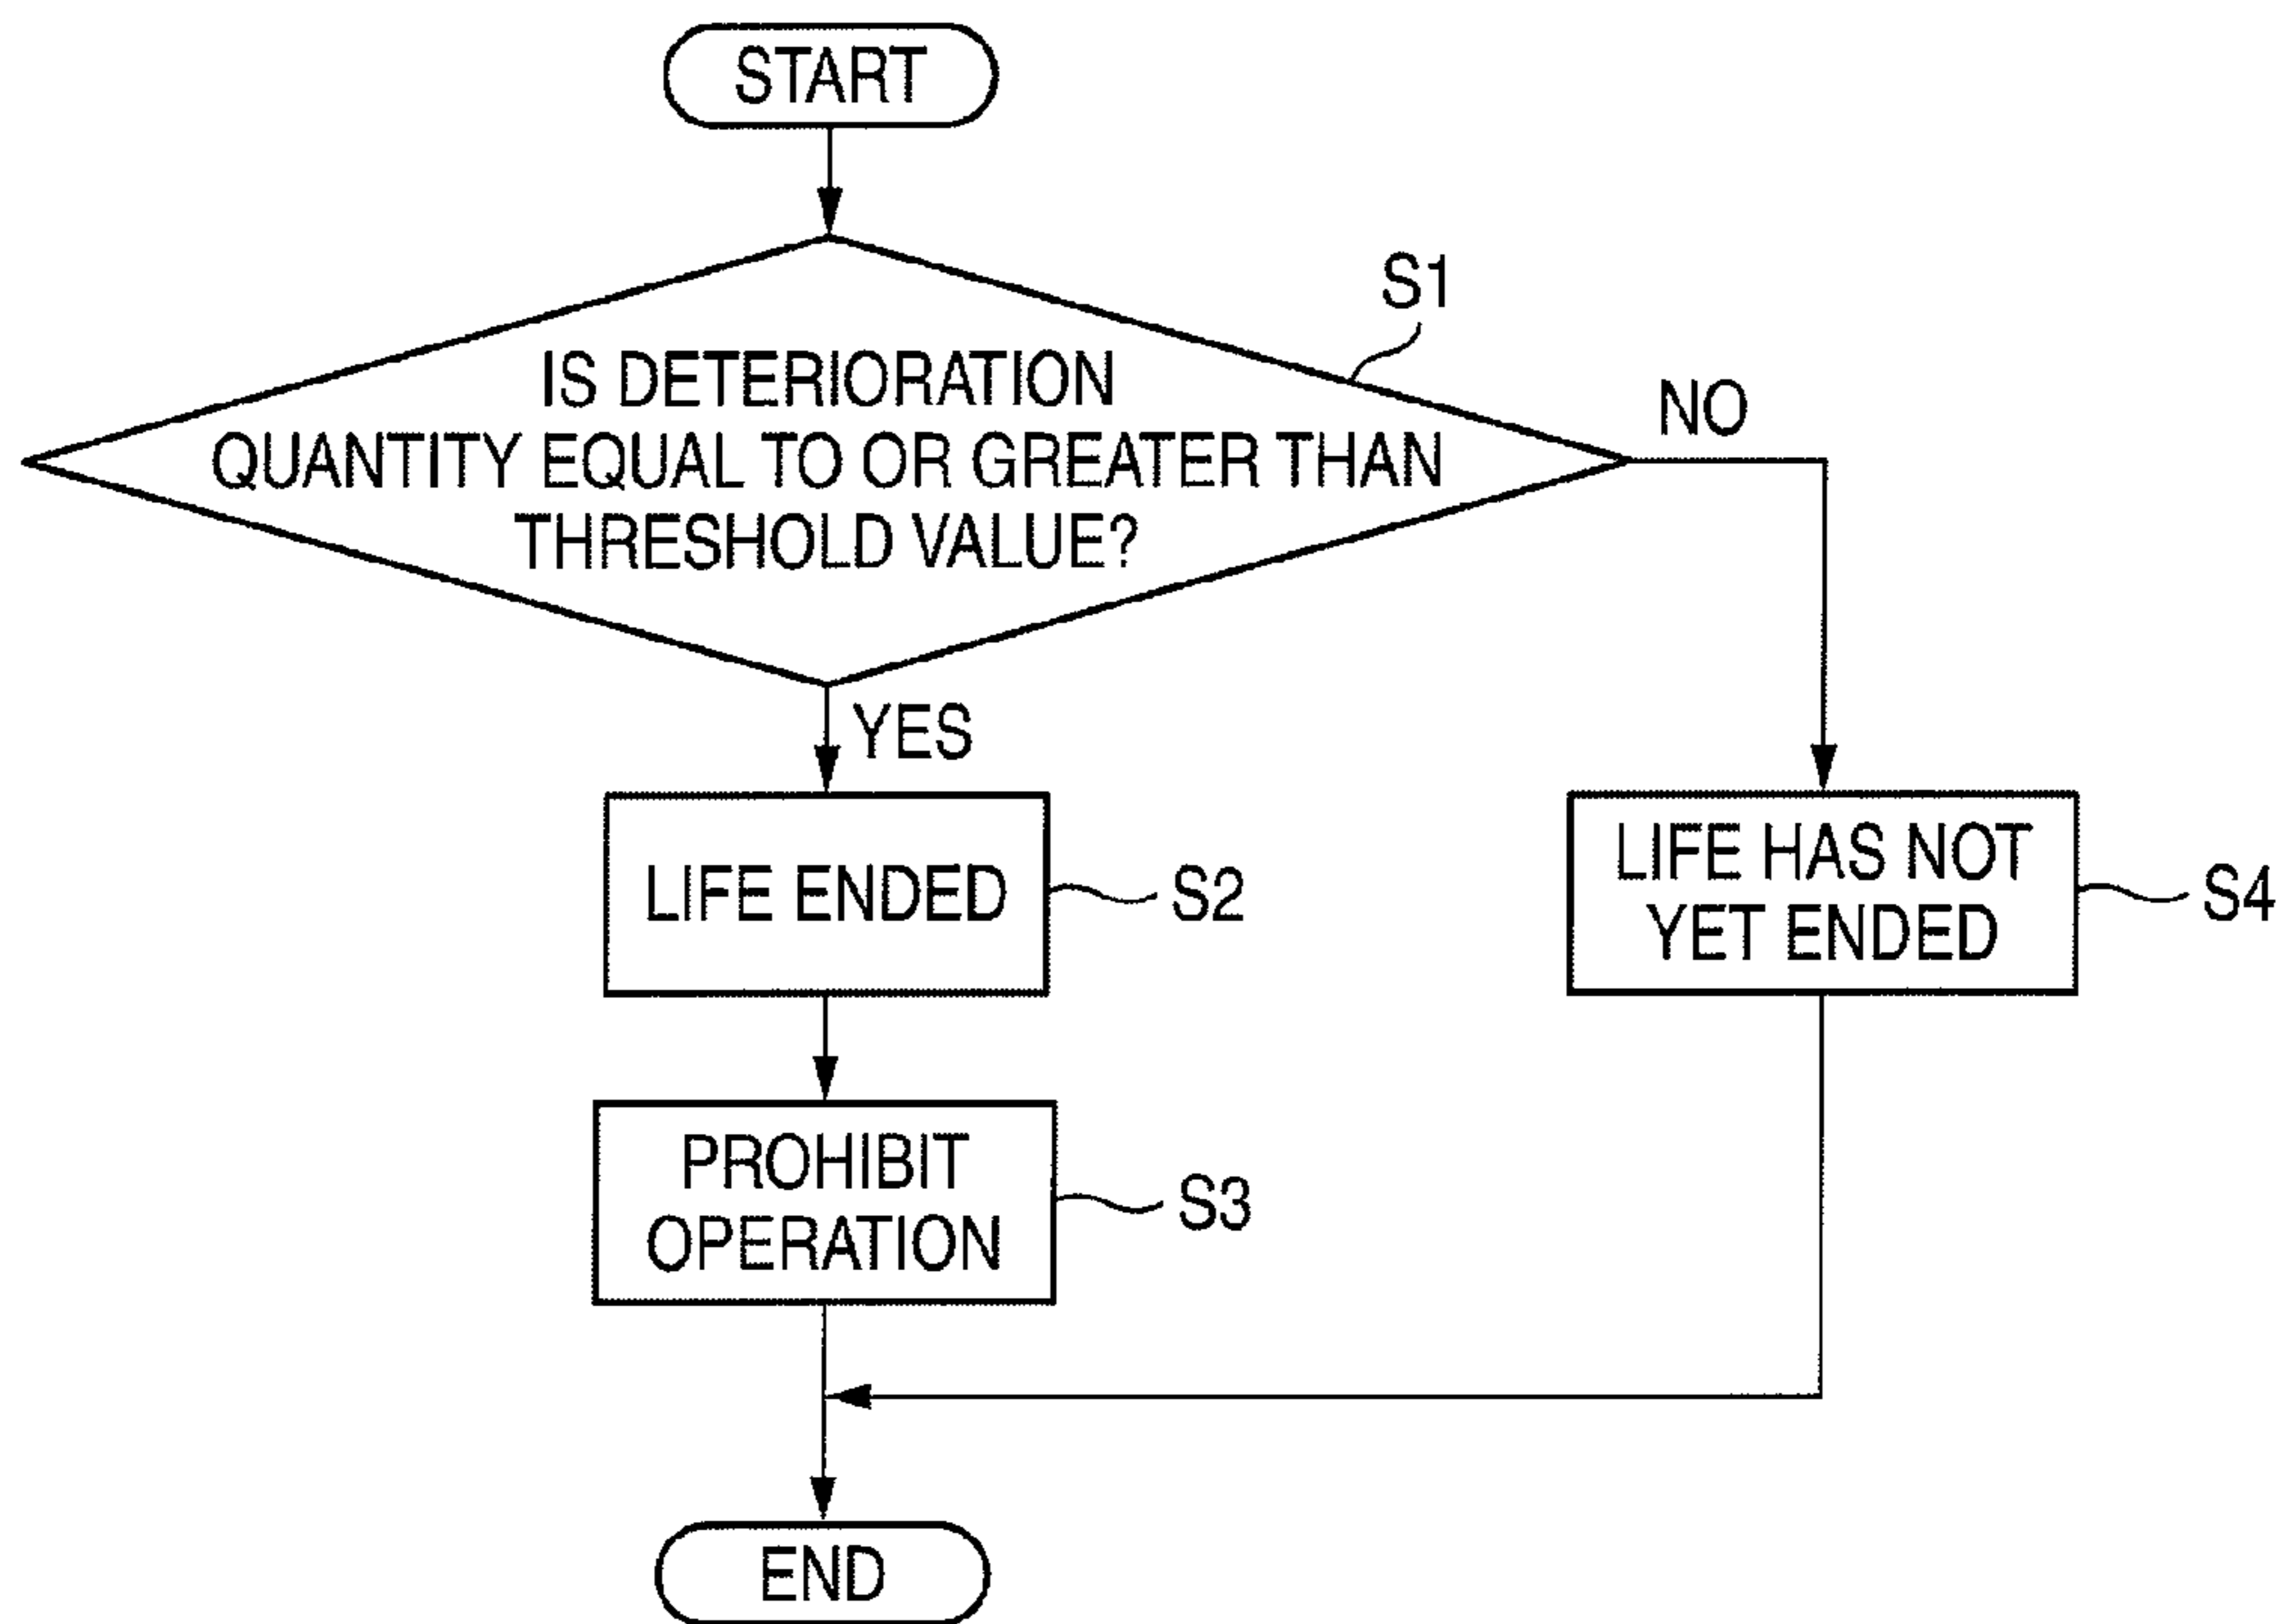 START
S1
IS DETERIORATION
QUANTITY EQUAL TO OR GREATER THAN
THRESHOLD VALUE?
NO
YES
LIFE ENDED
S2
LIFE HAS NOT
YET ENDED
S4
PROHIBIT
OPERATION
S3
END